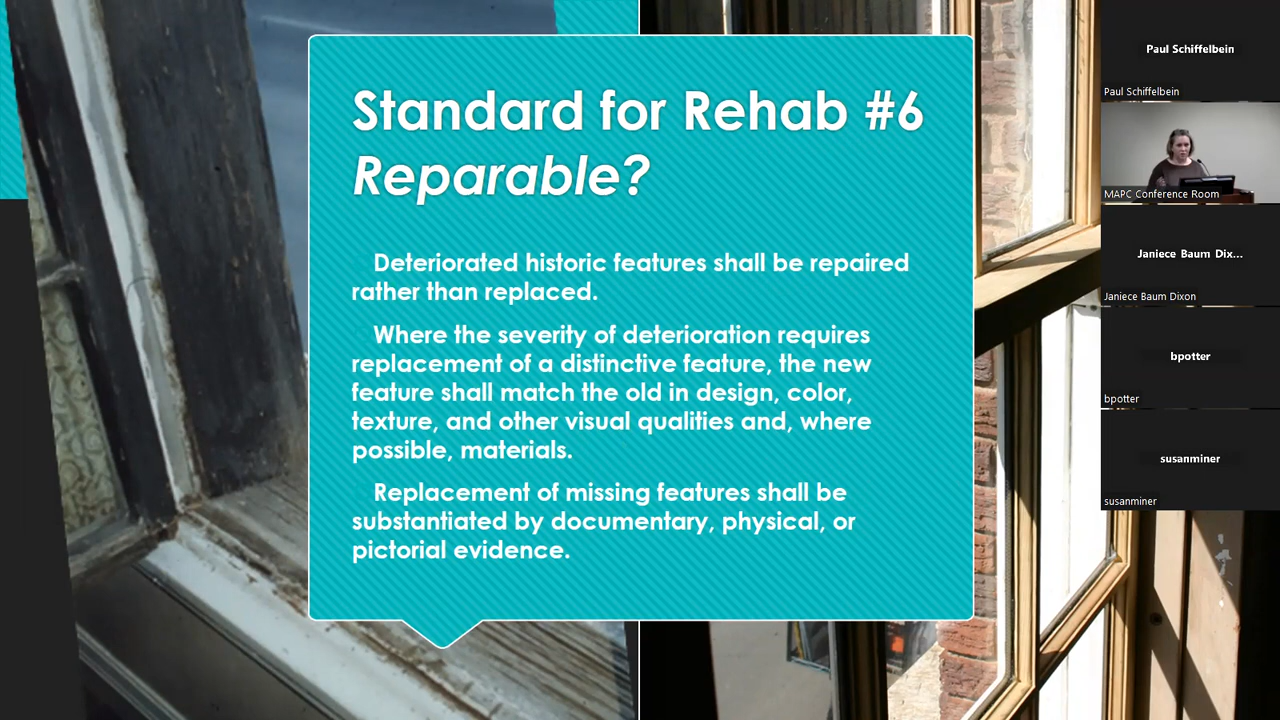 Standard for Rehab #6
Reparable?
Deteriorated historic features shall be repaired
rather than replaced.
Where the severity of deterioration requires
replacement of a distinctive feature, the new
feature shall match the old in design, color,
texture, and other visual qualities and, where
possible, materials.
Replacement of missing features shall be
substantiated by documentary, physical, or
pictorial evidence.
Paul Schiffelbein
Paul Schiffelbein
MAPC Conference Room
Janiece Baum Dix...
Janiece Baum Dixon
bpotter
bpotter
susanminer
susanminer